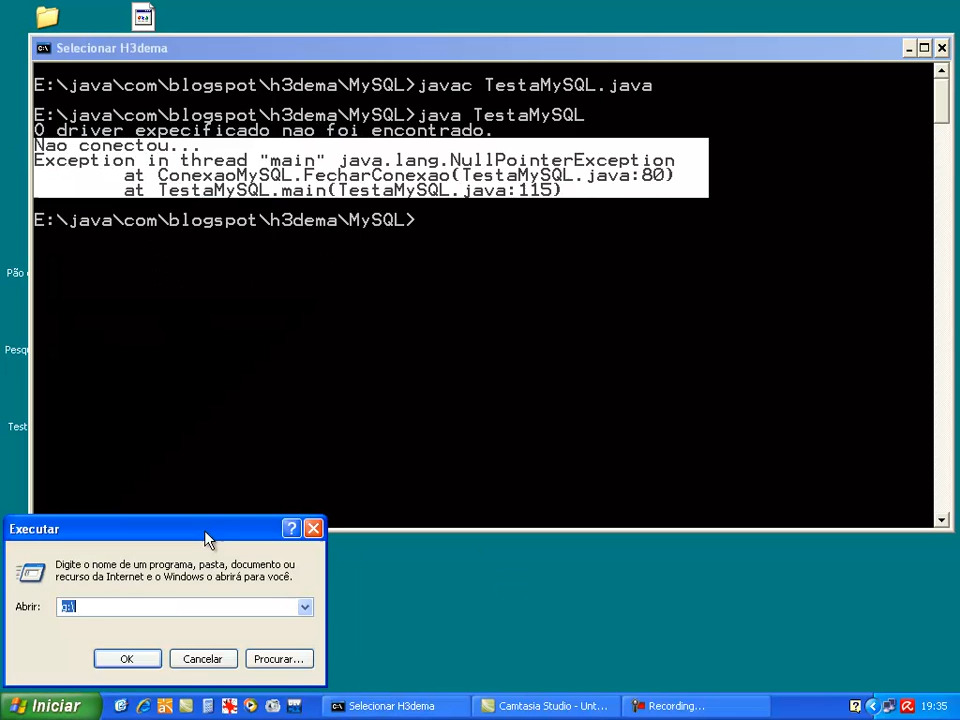 Selecionar H3dema
E:\java\com\blogspot\h3dema\MySQL>javac TestaMySQL.java
E:\java\com\blogspot\h3dema\MySQL>java TestaMySQL
O driver expecificado nao foi encontrado.
Nao conectou...
Exception in thread "main" java.lang.NullPointerException
at ConexaoMySQL.FecharConexao(TestaMySQL.java:80)
at TestaMySQL.main(TestaMySQL.java:115)
E:\java\com\blogspot\h3dema\MySQL>
Pão
Pesqu
Test
Executar
Digite o nome de um programa, pasta, documento ou
recurso da Internet e o Windows o abrirá para você.
Abrir: g:\
OK Cancelar Procurar...
Iniciar Selecionar H3dema Camtasia Studio - Unt... Recording... 19:35